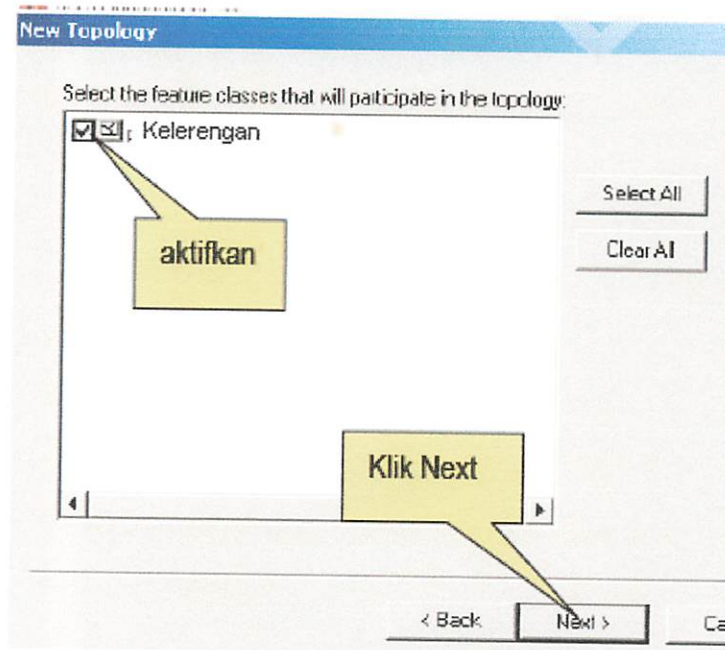 New Topology
Select the feature classes that will participate in the topology:
Kelerengan
Select All
aktifkan
Clear All
Klik Next
< Back
Next >
Ca